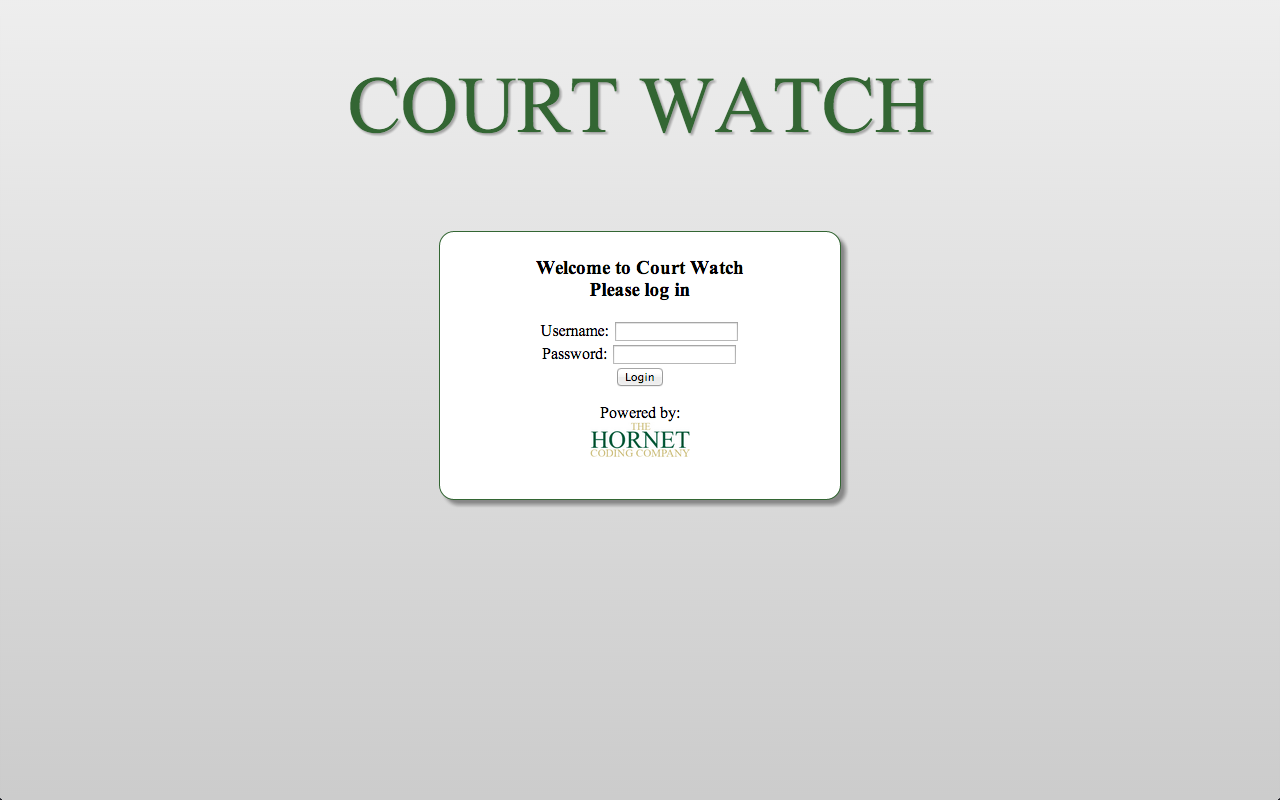 COURT WATCH
Welcome to Court Watch
Please log in
Username:
Password:
Login
Powered by:
THE
HORNET
CODING COMPANY